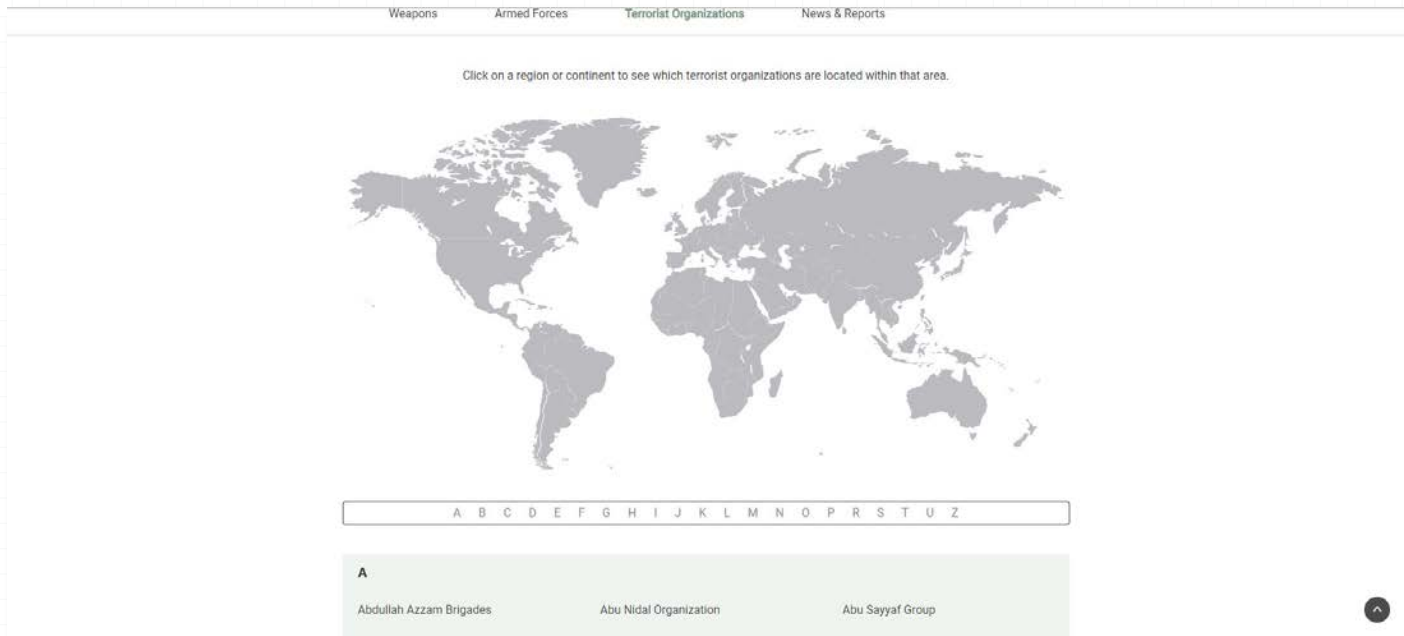 Weapons Armed Forces Terrorist Organizations News & Reports
Click on a region or continent to see which terrorist organizations are located within that area.
A B C D E F G H I J K L M N O P R S T U Z
A
Abdullah Azzam Brigades Abu Nidal Organization Abu Sayyaf Group